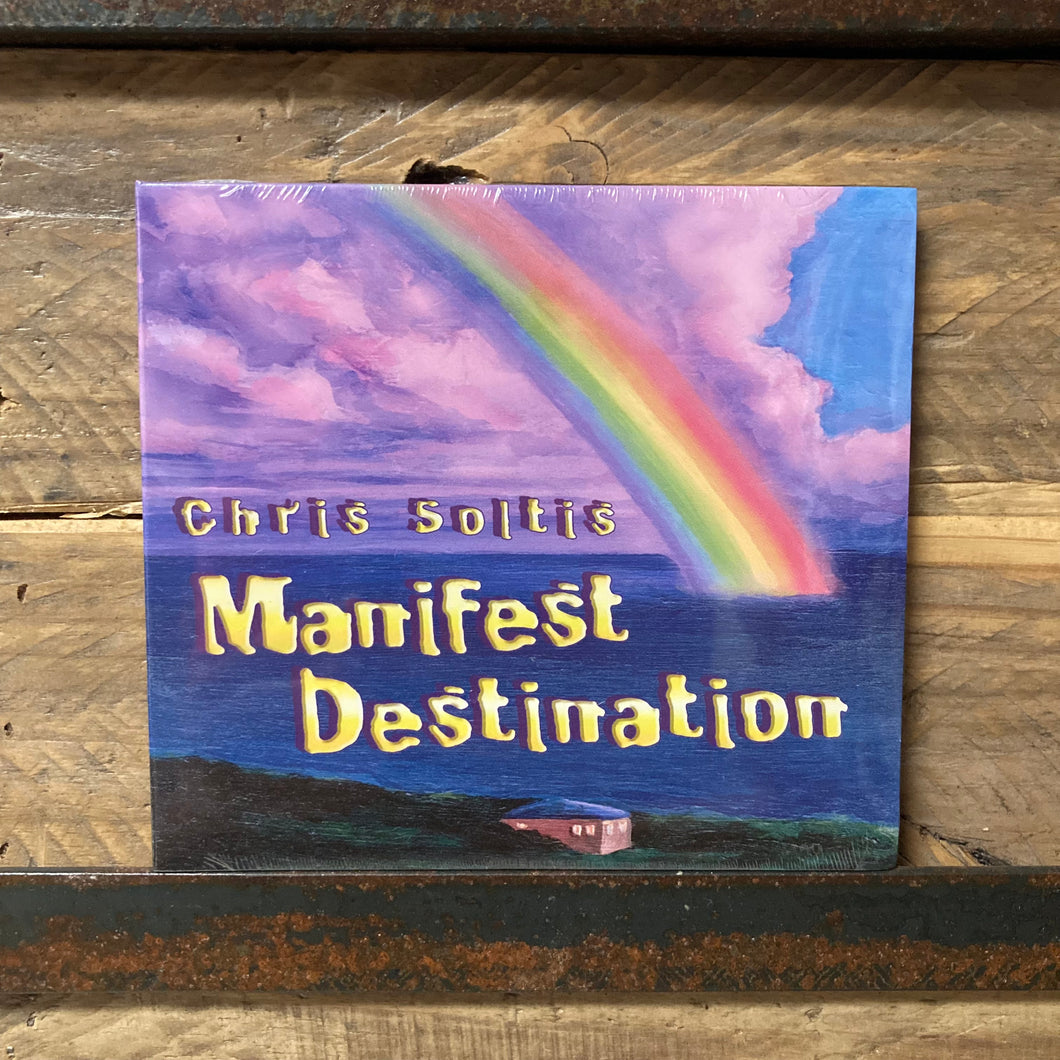 Chris Soltis
Manifest
Destination